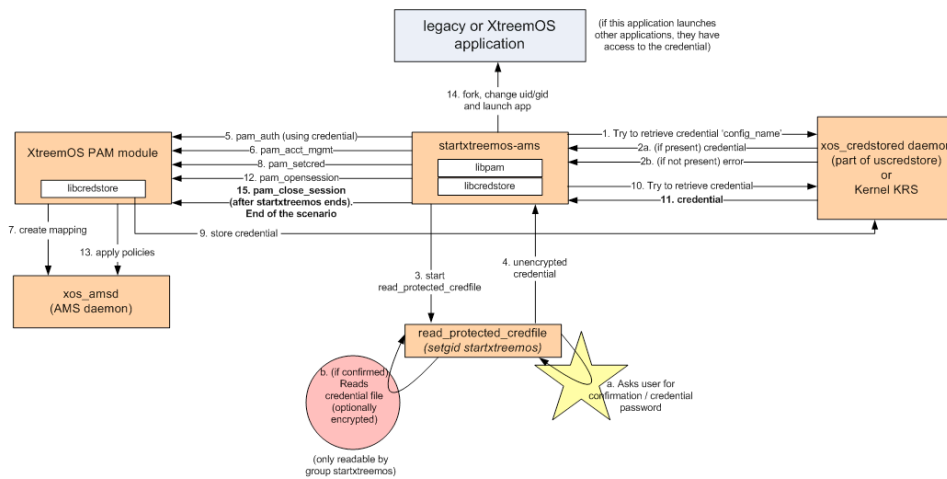 legacy or XtreemOS
application
(if this application launches
other applications, they have
access to the credential)
14. fork, change uid/gid
and launch app
XtreemOS PAM module
libcredstore
5. pam_auth (using credential)
6. pam_acct_mgmt
8. pam_setcred
12. pam_opensession
15. pam_close_session
(after startxtreemos ends).
End of the scenario
startxtreemos-ams
libpam
libcredstore
1. Try to retrieve credential 'config_name'
2a. (if present) credential
2b. (if not present) error
10. Try to retrieve credential
11. credential
xos_credstored daemon
(part of uscredstore)
or
Kernel KRS
7. create mapping
9. store credential
13. apply policies
xos_amsd
(AMS daemon)
3. start
read_protected_credfile
4. unencrypted
credential
read_protected_credfile
(setgid startxtreemos)
b. (if confirmed)
Reads
credential file
(optionally
encrypted)
(only readable by
group startxtreemos)
a. Asks user for
confirmation / credential
password